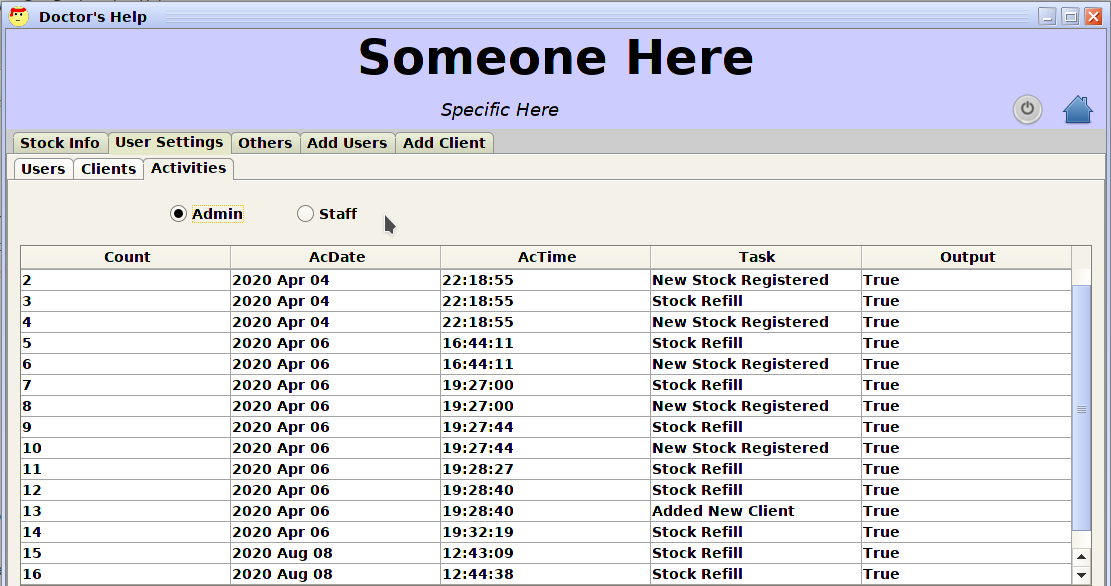 Doctor's Help
Someone Here
Specific Here
Stock Info User Settings Others Add Users Add Client
Users Clients Activities
Admin Staff
Count AcDate AcTime Task Output
2 2020 Apr 04 22:18:55 New Stock Registered True
3 2020 Apr 04 22:18:55 Stock Refill True
4 2020 Apr 04 22:18:55 New Stock Registered True
5 2020 Apr 06 16:44:11 Stock Refill True
6 2020 Apr 06 16:44:11 New Stock Registered True
7 2020 Apr 06 19:27:00 Stock Refill True
8 2020 Apr 06 19:27:00 New Stock Registered True
9 2020 Apr 06 19:27:44 Stock Refill True
10 2020 Apr 06 19:27:44 New Stock Registered True
11 2020 Apr 06 19:28:27 Stock Refill True
12 2020 Apr 06 19:28:40 Stock Refill True
13 2020 Apr 06 19:28:40 Added New Client True
14 2020 Apr 06 19:32:19 Stock Refill True
15 2020 Aug 08 12:43:09 Stock Refill True
16 2020 Aug 08 12:44:38 Stock Refill True